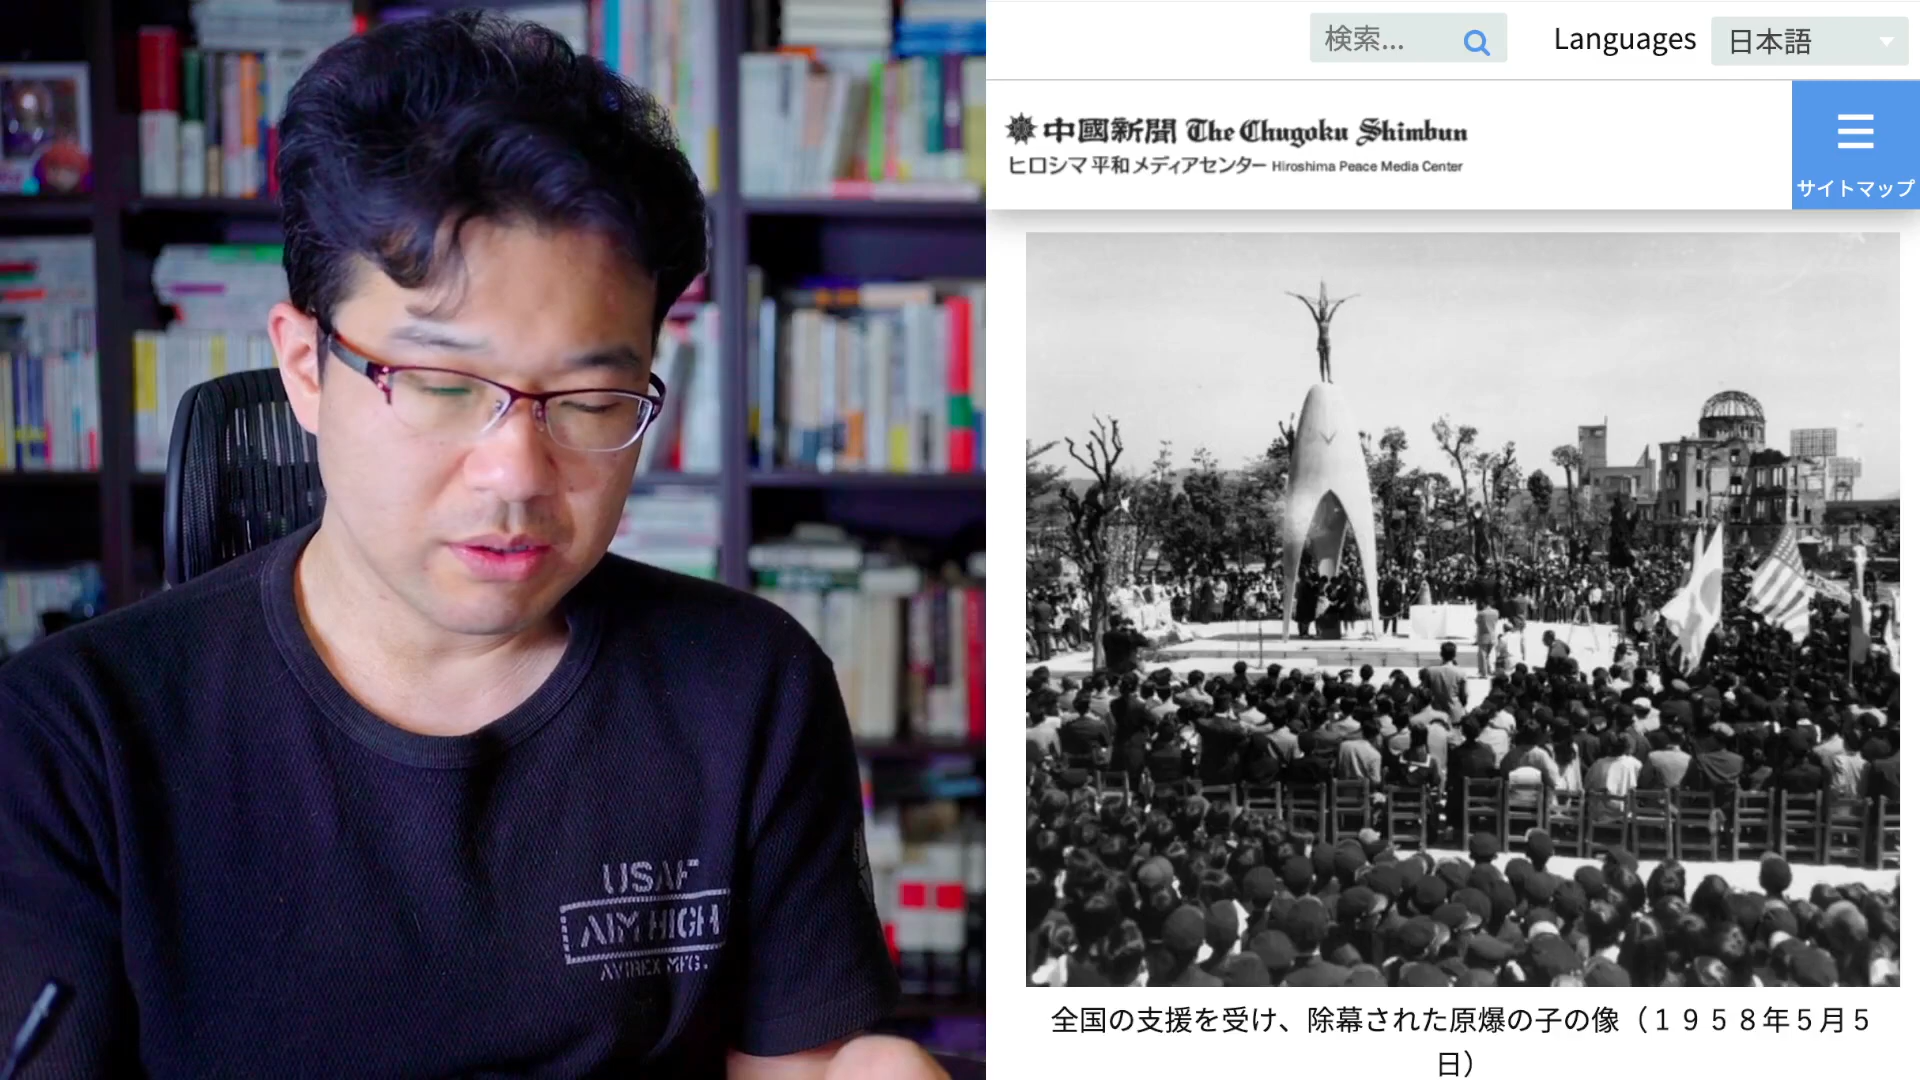 検索...
Languages
日本語
中國新聞 The Chugoku Shimbun
ヒロシマ平和メディアセンター Hiroshima Peace Media Center
サイトマップ
USAF
AIM HIGH
AVIREX MFG.
全国の支援を受け、除幕された原爆の子の像（１９５８年５月５
日）